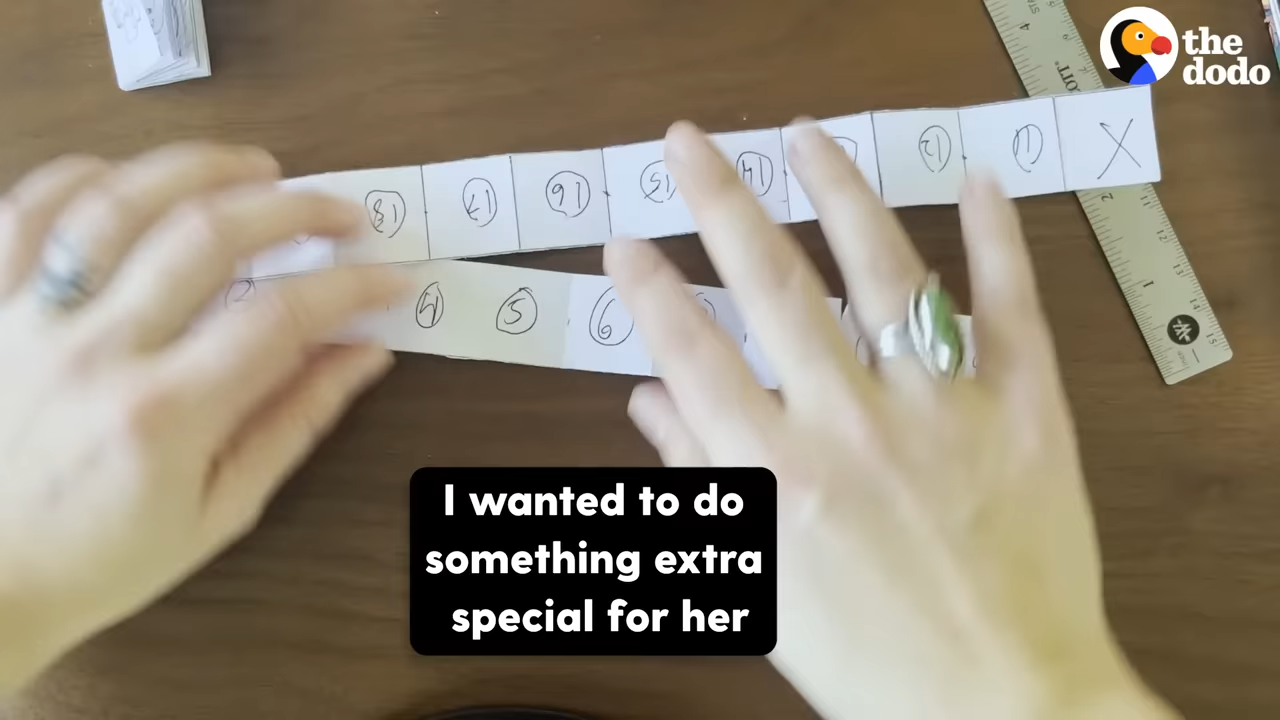 the
dodo
18 17 16 15 14 12 11 X
2 4 5 6
I wanted to do
something extra
special for her